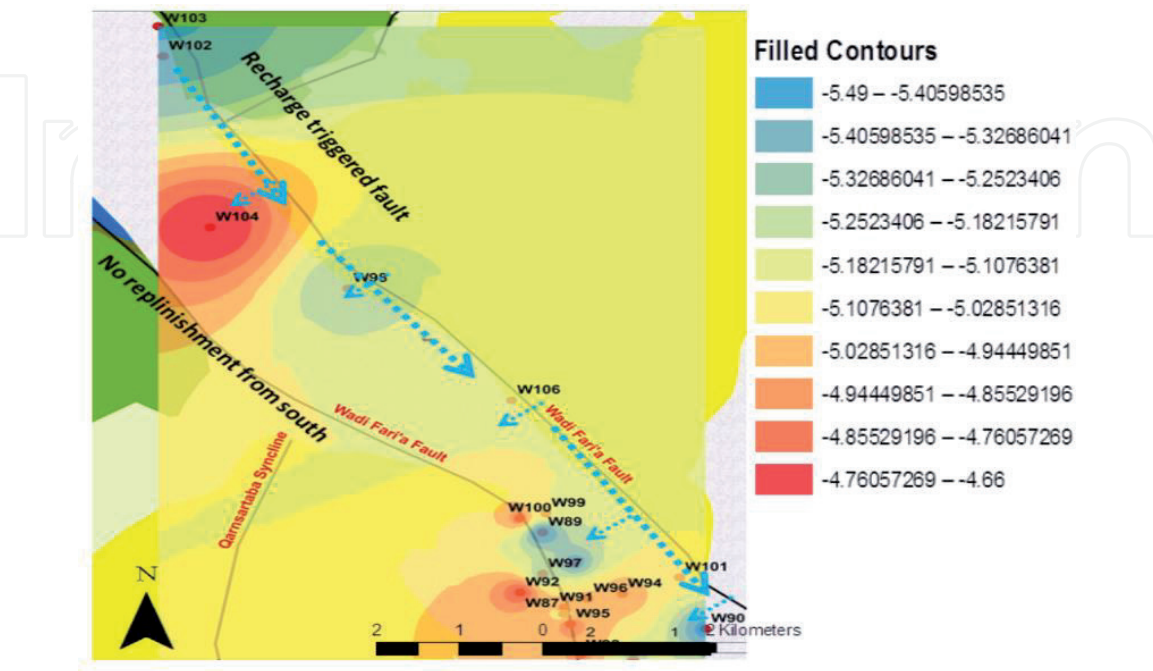 W103
W102
Recharge triggered fault
W104
No replinishment from south
W95
W106
Wadi Fari'a Fault
Wadi Fari'a Fault
Qarnsartaba Syncline
W99
W100
W89
W97
W101
W92
W96
W94
W87
W91
W95
W90
N
2 1 0 2 1 2 Kilometers
Filled Contours
-5.49 – -5.40598535
-5.40598535 – -5.32686041
-5.32686041 – -5.2523406
-5.2523406 – -5.18215791
-5.18215791 – -5.1076381
-5.1076381 – -5.02851316
-5.02851316 – -4.94449851
-4.94449851 – -4.85529196
-4.85529196 – -4.76057269
-4.76057269 – -4.66